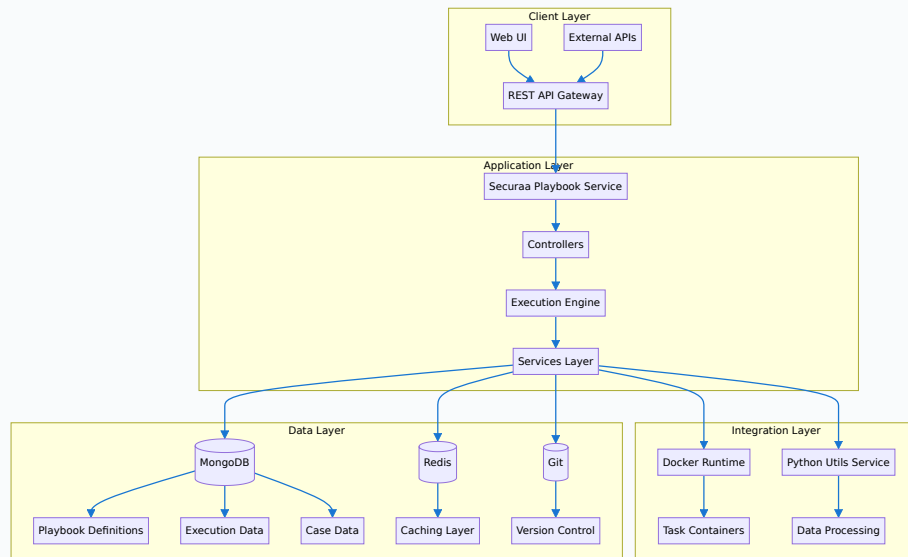 Client Layer
Web UI
External APIs
REST API Gateway
Application Layer
Securaa Playbook Service
Controllers
Execution Engine
Services Layer
Data Layer
Integration Layer
MongoDB
Redis
Git
Docker Runtime
Python Utils Service
Playbook Definitions
Execution Data
Case Data
Caching Layer
Version Control
Task Containers
Data Processing